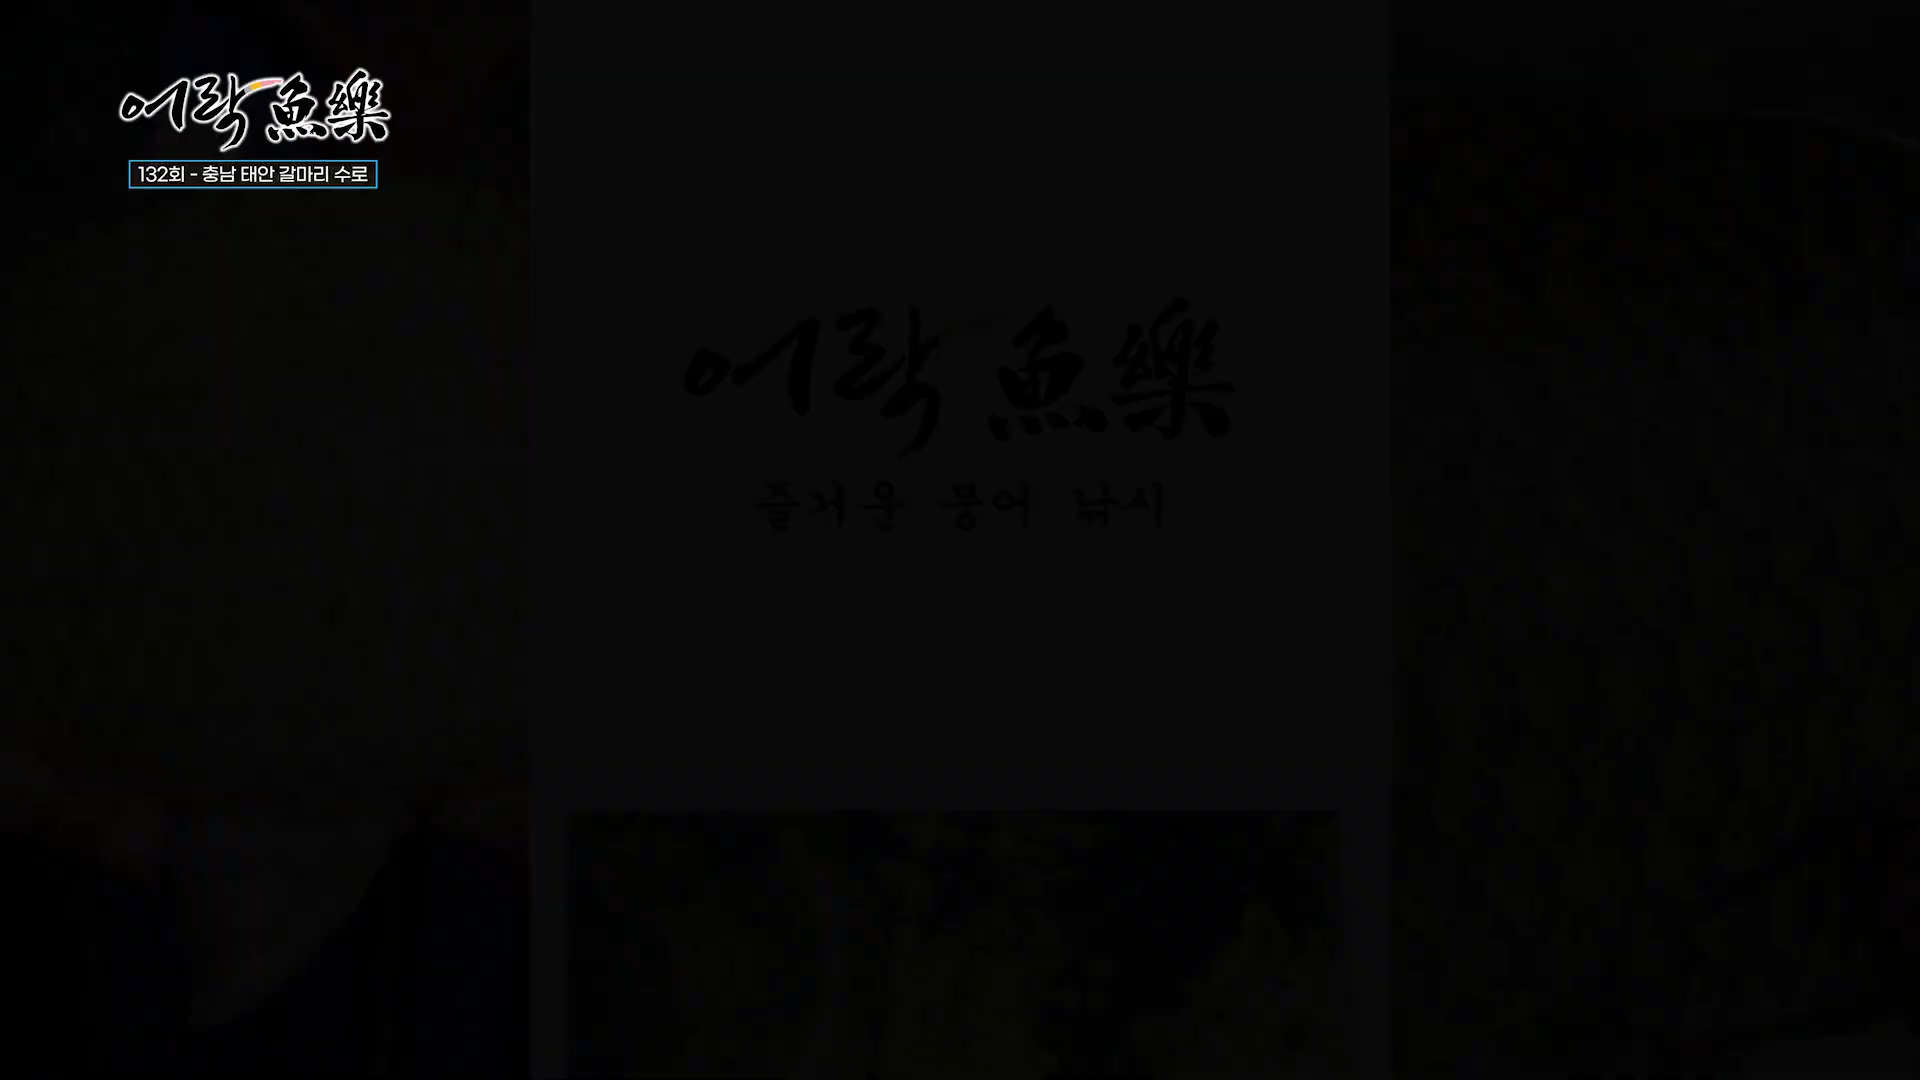 어락 魚樂
132회 - 충남 태안 갈마리 수로
어락 魚樂
즐거운 붕어 낚시